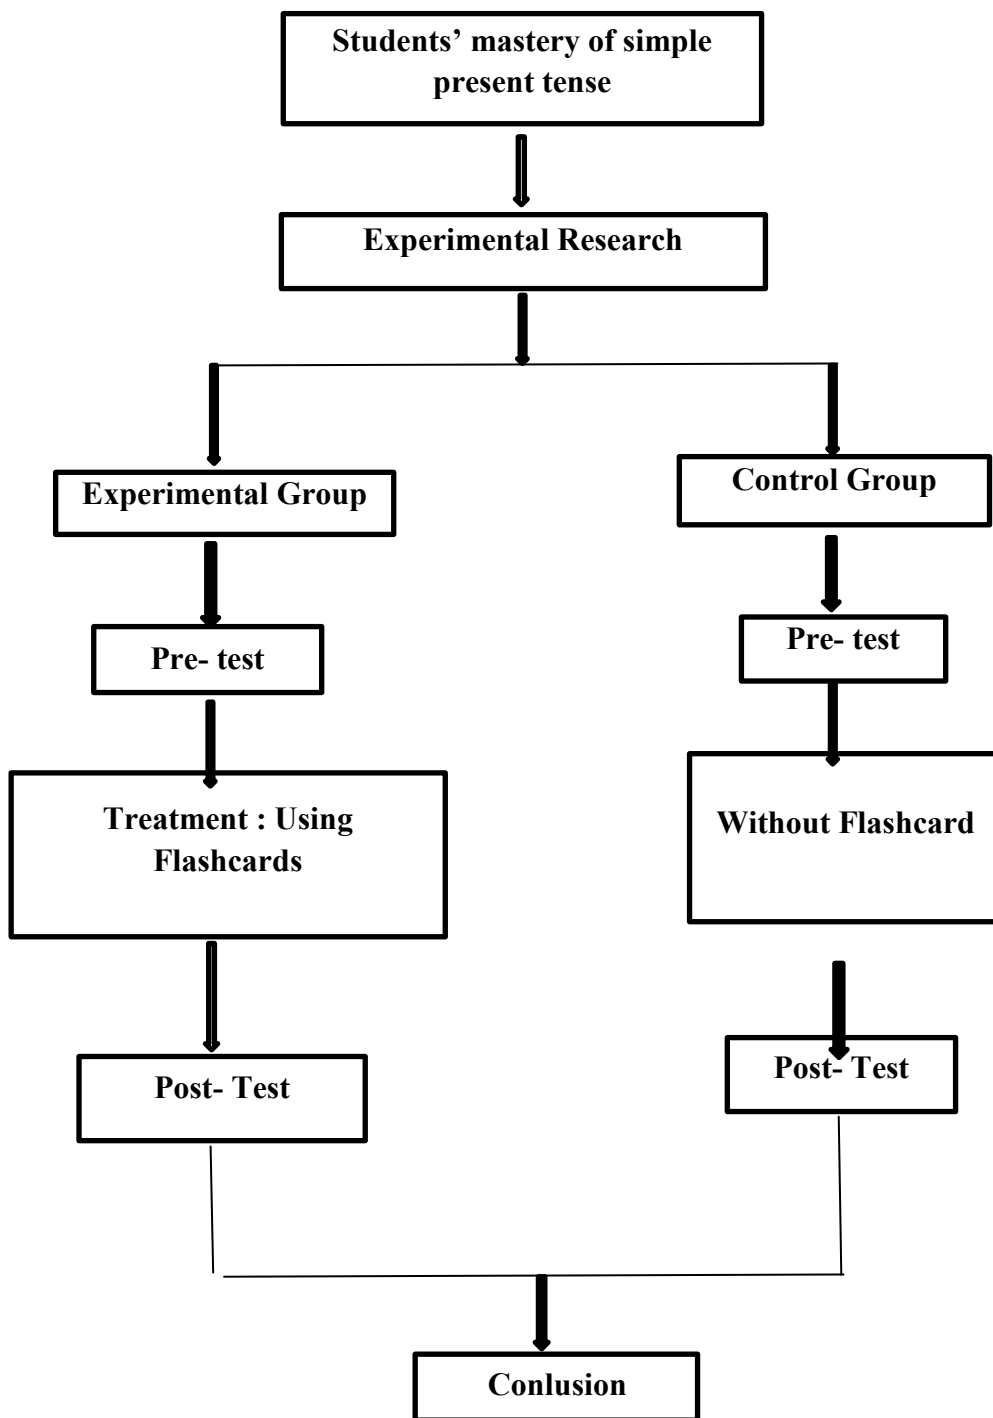 Students’ mastery of simple
present tense
Experimental Research
Experimental Group
Control Group
Pre- test
Pre- test
Treatment : Using
Flashcards
Without Flashcard
Post- Test
Post- Test
Conlusion